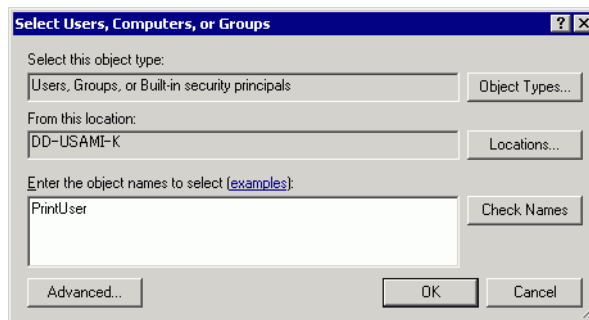 Select Users, Computers, or Groups
Select this object type:
Users, Groups, or Built-in security principals
Object Types...
From this location:
DD-USAMI-K
Locations...
Enter the object names to select (examples):
PrintUser
Check Names
Advanced...
OK
Cancel